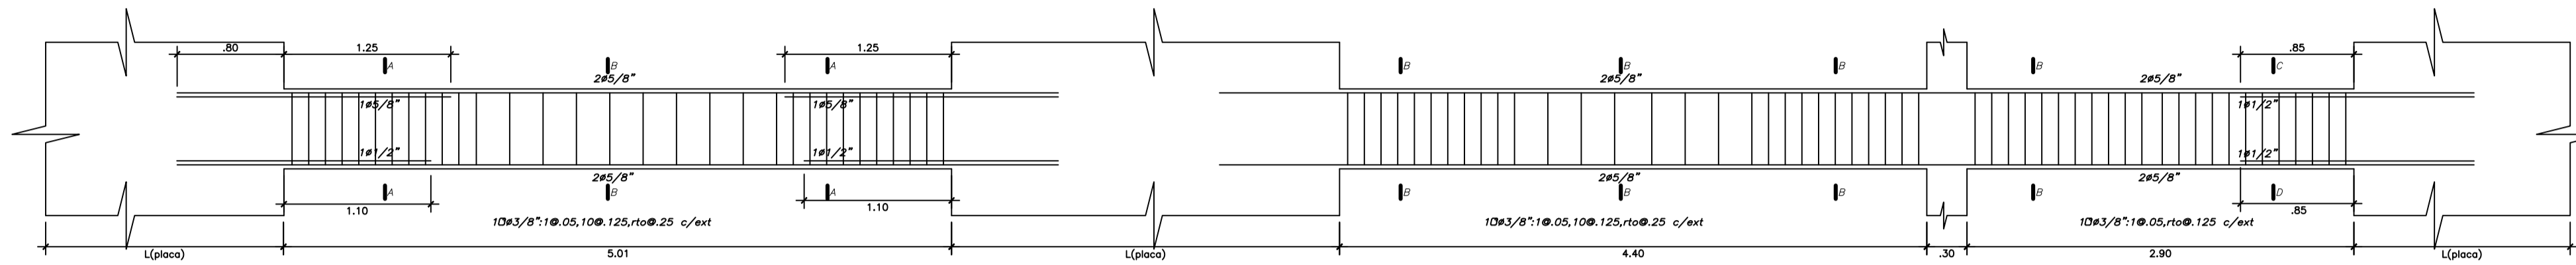 .80 1.25 1.25 .85
A B A B B B B C
2ø5/8" 2ø5/8" 2ø5/8"
1ø5/8" 1ø5/8" 1ø1/2"
1ø1/2" 1ø1/2" 1ø1/2"
2ø5/8" 2ø5/8" 2ø5/8"
A B A B B B B D
1.10 1.10 .85
1□ø3/8":1@.05,10@.125,rto@.25 c/ext 1□ø3/8":1@.05,10@.125,rto@.25 c/ext 1□ø3/8":1@.05,rto@.125 c/ext
L(placa) 5.01 L(placa) 4.40 .30 2.90 L(placa)